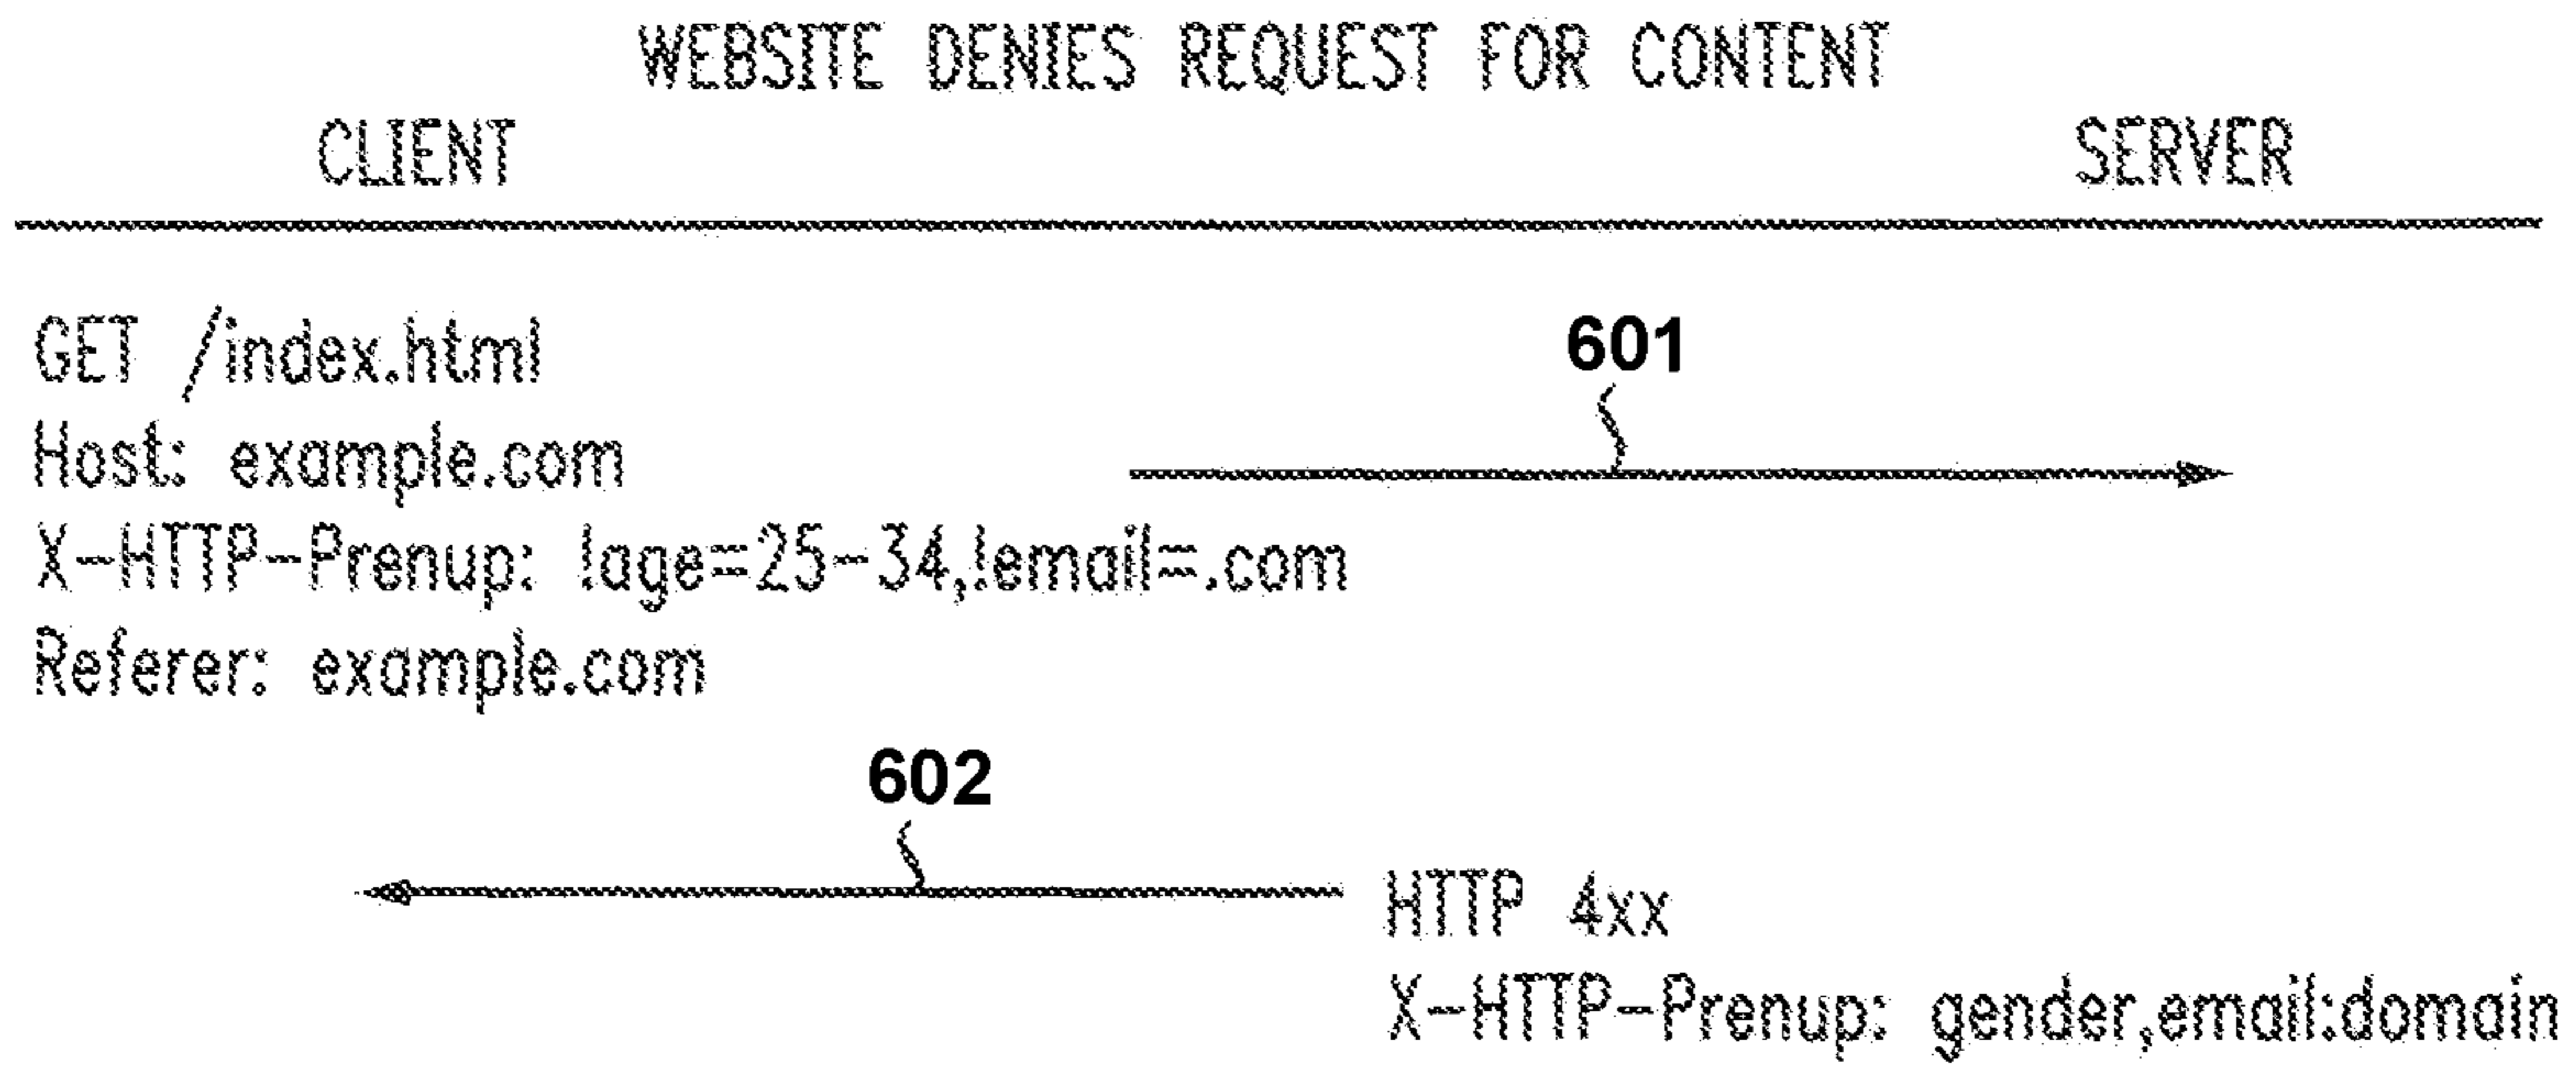 WEBSITE DENIES REQUEST FOR CONTENT
CLIENT SERVER
GET /index.html
601
Host: example.com
X-HTTP-Prenup: !age=25-34,!email=.com
Referer: example.com
602
HTTP 4xx
X-HTTP-Prenup: gender,email:domain